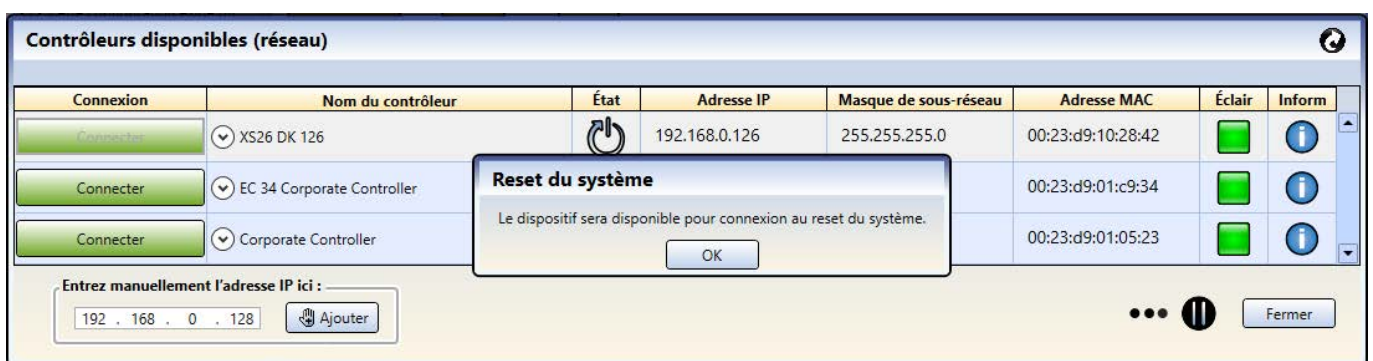 Contrôleurs disponibles (réseau)
Connexion Nom du contrôleur État Adresse IP Masque de sous-réseau Adresse MAC Éclair Inform
Connecter XS26 DK 126 192.168.0.126 255.255.255.0 00:23:d9:10:28:42
Connecter EC 34 Corporate Controller 00:23:d9:01:c9:34
Connecter Corporate Controller 00:23:d9:01:05:23
Reset du système
Le dispositif sera disponible pour connexion au reset du système.
OK
Entrez manuellement l'adresse IP ici :
192 . 168 . 0 . 128 Ajouter
Fermer